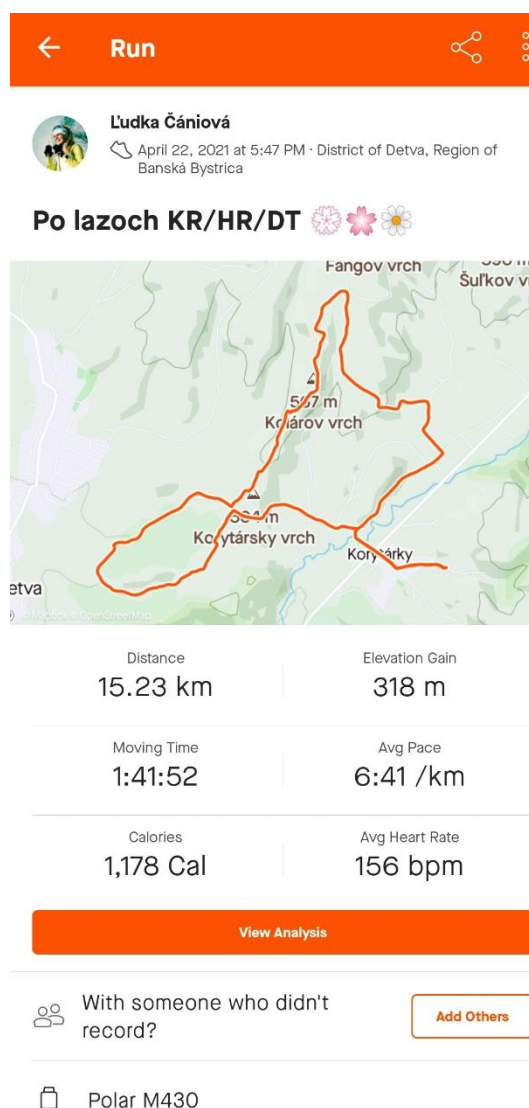 Run
Ľudka Čániová
April 22, 2021 at 5:47 PM · District of Detva, Region of
Banská Bystrica
Po lazoch KR/HR/DT
Fangov vrch
Šuľkov v
m
Kolárov vrch
Korytársky vrch
Korytárky
etva
© Mapbox © OpenStreetMap
Distance
Elevation Gain
15.23 km
318 m
Moving Time
Avg Pace
1:41:52
6:41 /km
Calories
Avg Heart Rate
1,178 Cal
156 bpm
View Analysis
With someone who didn't
record?
Add Others
Polar M430